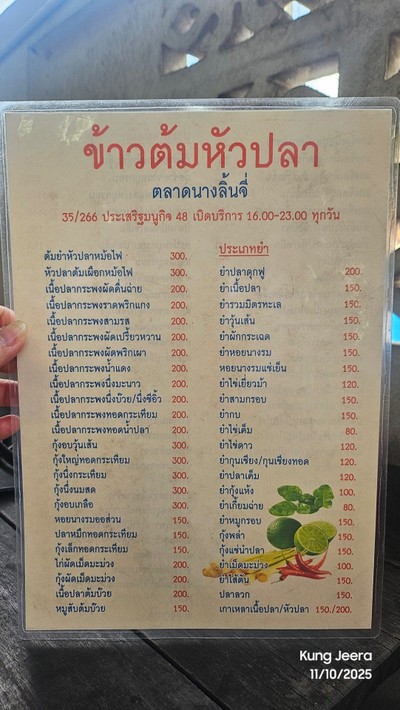 ข้าวต้มหัวปลา
ตลาดนางลิ้นจี่
35/266 ประเสริฐมนูกิจ 48 เปิดบริการ 16.00-23.00 ทุกวัน
ต้มยำหัวปลาหม้อไฟ 300.
หัวปลาต้มเผือกหม้อไฟ 300.
เนื้อปลากระพงผัดคื่นฉ่าย 200.
เนื้อปลากระพงราดพริกแกง 200.
เนื้อปลากระพงสามรส 200.
เนื้อปลากระพงผัดเปรี้ยวหวาน 200.
เนื้อปลากระพงผัดพริกเผา 200.
เนื้อปลากระพงน้ำแดง 200.
เนื้อปลากระพงนึ่งมะนาว 200.
เนื้อปลากระพงนึ่งบ๊วย/นึ่งซีอิ้ว 200.
เนื้อปลากระพงทอดกระเทียม 200.
เนื้อปลากระพงทอดน้ำปลา 200.
กุ้งอบวุ้นเส้น 300.
กุ้งใหญ่ทอดกระเทียม 300.
กุ้งนึ่งกระเทียม 300.
กุ้งนึ่งนมสด 300.
กุ้งอบเกลือ 300.
หอยนางรมออส่วน 150.
ปลาหมึกทอดกระเทียม 150.
กุ้งเล็กทอดกระเทียม 150.
ไก่ผัดเม็ดมะม่วง 200.
กุ้งผัดเม็ดมะม่วง 200.
เนื้อปลาต้มบ๊วย 200.
หมูสับต้มบ๊วย 150.
ประเภทยำ
ยำปลาดุกฟู 200.
ยำเนื้อปลา 150.
ยำรวมมิตรทะเล 150.
ยำวุ้นเส้น 150.
ยำผักกระเฉด 150.
ยำหอยนางรม 150.
หอยนางรมแช่เย็น 150.
ยำไข่เยี่ยวม้า 120.
ยำสามกรอบ 150.
ยำกบ 150.
ยำไข่เค็ม 80.
ยำไข่ดาว 120.
ยำกุนเชียง/กุนเชียงทอด 120.
ยำปลาเค็ม 120.
ยำกุ้งแห้ง 100.
ยำเกี้ยมฉ่าย 80.
ยำหมูกรอบ 150.
กุ้งพล่า 150.
กุ้งแช่น้ำปลา 150.
ยำเม็ดมะม่วง 100.
ยำไส้ตัน 150.
ปลาลวก 150.
เกาเหลาเนื้อปลา/หัวปลา 150./200.
Kung Jeera
11/10/2025